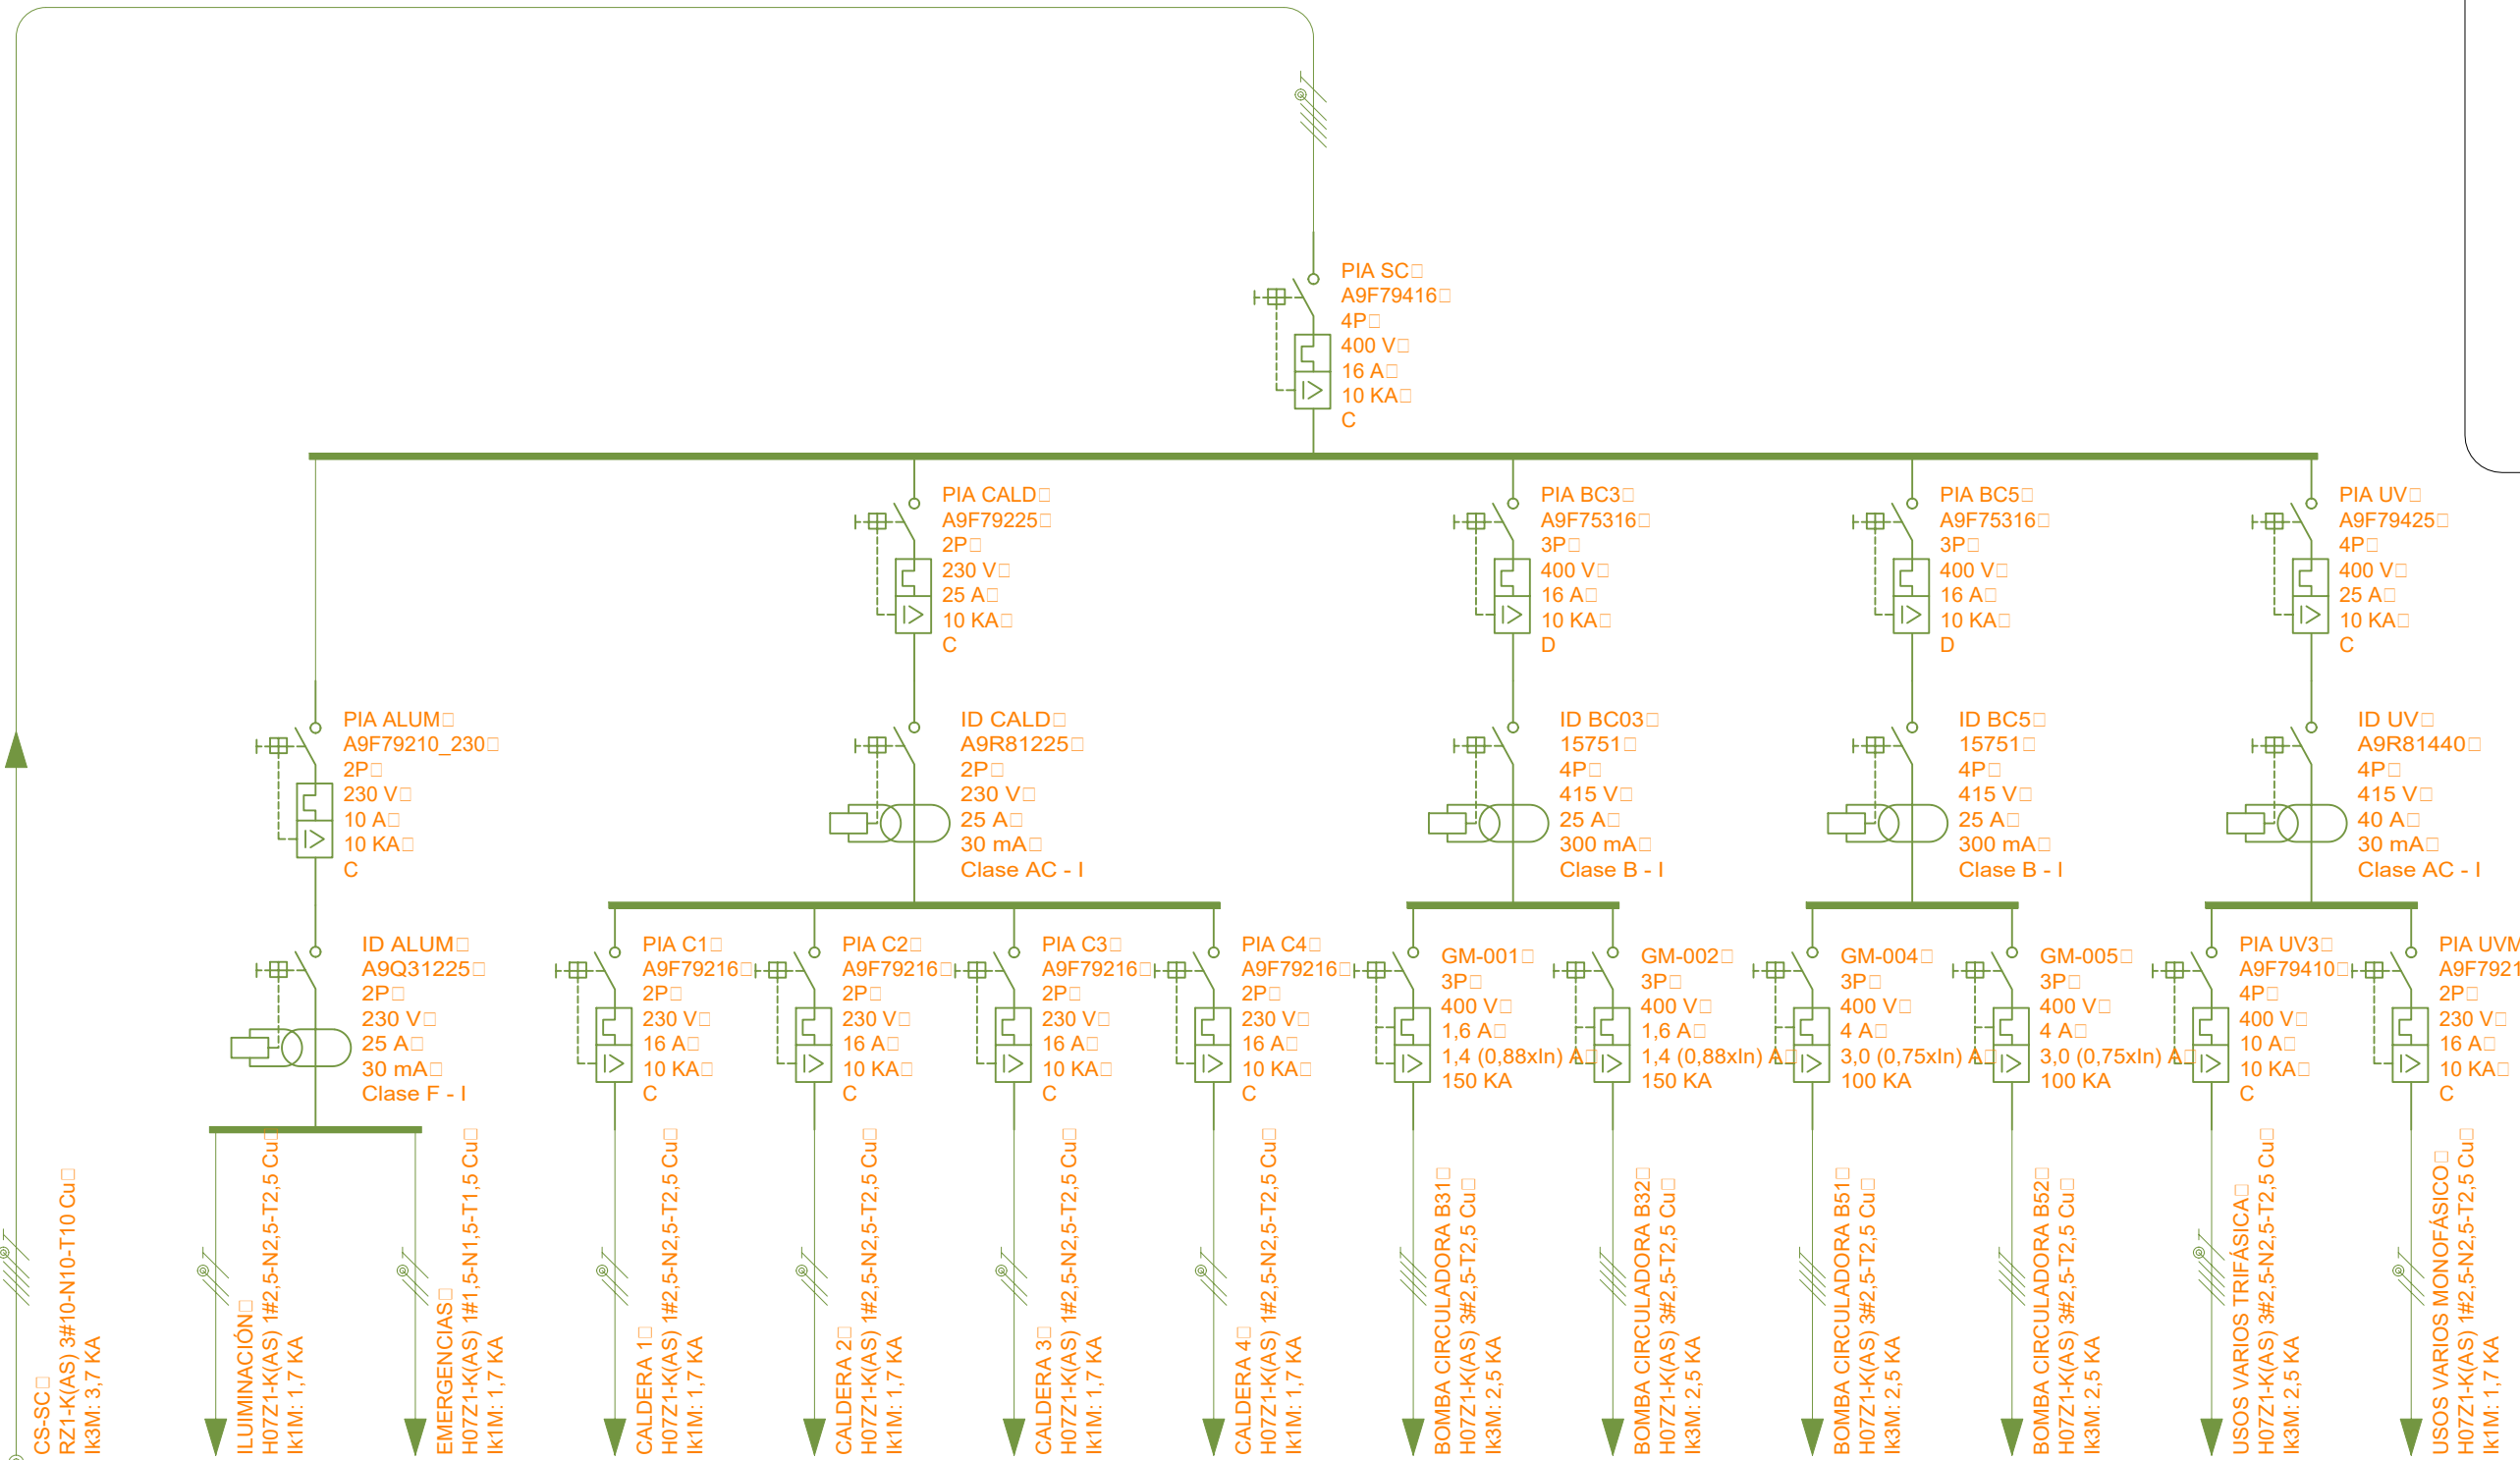 PIA SC
A9F79416
4P
400 V
16 A
10 KA
C
PIA CALD
A9F79225
2P
230 V
25 A
10 KA
C
PIA BC3
A9F75316
3P
400 V
16 A
10 KA
D
PIA BC5
A9F75316
3P
400 V
16 A
10 KA
D
PIA UV
A9F79425
4P
400 V
25 A
10 KA
C
PIA ALUM
A9F79210_230
2P
230 V
10 A
10 KA
C
ID CALD
A9R81225
2P
230 V
25 A
30 mA
Clase AC - I
ID BC03
15751
4P
415 V
25 A
300 mA
Clase B - I
ID BC5
15751
4P
415 V
25 A
300 mA
Clase B - I
ID UV
A9R81440
4P
415 V
40 A
30 mA
Clase AC - I
ID ALUM
A9Q31225
2P
230 V
25 A
30 mA
Clase F - I
PIA C1
A9F79216
2P
230 V
16 A
10 KA
C
PIA C2
A9F79216
2P
230 V
16 A
10 KA
C
PIA C3
A9F79216
2P
230 V
16 A
10 KA
C
PIA C4
A9F79216
2P
230 V
16 A
10 KA
C
GM-001
3P
400 V
1,6 A
1,4 (0,88xIn) A
150 KA
GM-002
3P
400 V
1,6 A
1,4 (0,88xIn) A
150 KA
GM-004
3P
400 V
4 A
3,0 (0,75xIn) A
100 KA
GM-005
3P
400 V
4 A
3,0 (0,75xIn) A
100 KA
PIA UV3
A9F79410
4P
400 V
10 A
10 KA
C
PIA UVM
A9F7921
2P
230 V
16 A
10 KA
C
CS-SC
RZ1-K(AS) 3#10-N10-T10 Cu
Ik3M: 3,7 KA
ILUIMINACIÓN
H07Z1-K(AS) 1#2,5-N2,5-T2,5 Cu
Ik1M: 1,7 KA
EMERGENCIAS
H07Z1-K(AS) 1#1,5-N1,5-T1,5 Cu
Ik1M: 1,7 KA
CALDERA 1
H07Z1-K(AS) 1#2,5-N2,5-T2,5 Cu
Ik1M: 1,7 KA
CALDERA 2
H07Z1-K(AS) 1#2,5-N2,5-T2,5 Cu
Ik1M: 1,7 KA
CALDERA 3
H07Z1-K(AS) 1#2,5-N2,5-T2,5 Cu
Ik1M: 1,7 KA
CALDERA 4
H07Z1-K(AS) 1#2,5-N2,5-T2,5 Cu
Ik1M: 1,7 KA
BOMBA CIRCULADORA B31
H07Z1-K(AS) 3#2,5-T2,5 Cu
Ik3M: 2,5 KA
BOMBA CIRCULADORA B32
H07Z1-K(AS) 3#2,5-T2,5 Cu
Ik3M: 2,5 KA
BOMBA CIRCULADORA B51
H07Z1-K(AS) 3#2,5-T2,5 Cu
Ik3M: 2,5 KA
BOMBA CIRCULADORA B52
H07Z1-K(AS) 3#2,5-T2,5 Cu
Ik3M: 2,5 KA
USOS VARIOS TRIFÁSICA
H07Z1-K(AS) 3#2,5-N2,5-T2,5 Cu
Ik3M: 2,5 KA
USOS VARIOS MONOFÁSICO
H07Z1-K(AS) 1#2,5-N2,5-T2,5 Cu
Ik1M: 1,7 KA